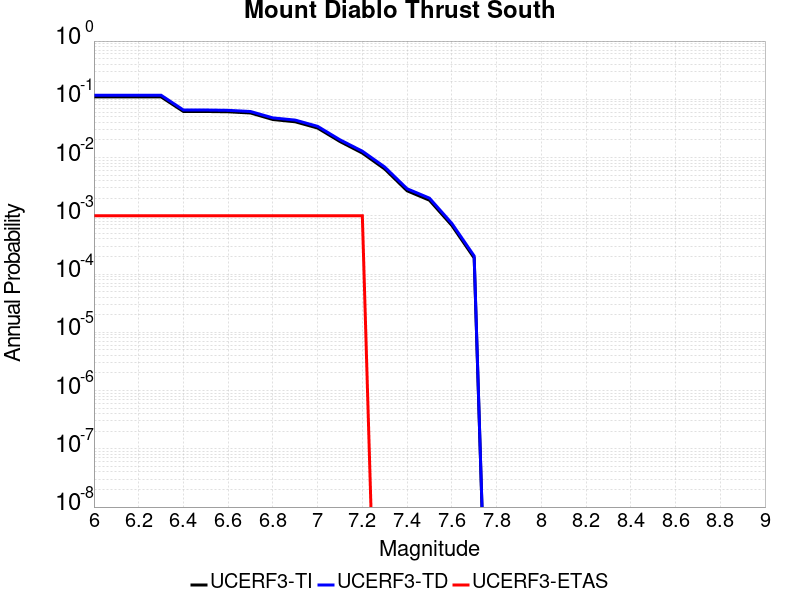 Mount Diablo Thrust South
10^0
10^-1
10^-2
10^-3
10^-4
10^-5
10^-6
10^-7
10^-8
Annual Probability
6 6.2 6.4 6.6 6.8 7 7.2 7.4 7.6 7.8 8 8.2 8.4 8.6 8.8 9
Magnitude
UCERF3-TI UCERF3-TD UCERF3-ETAS